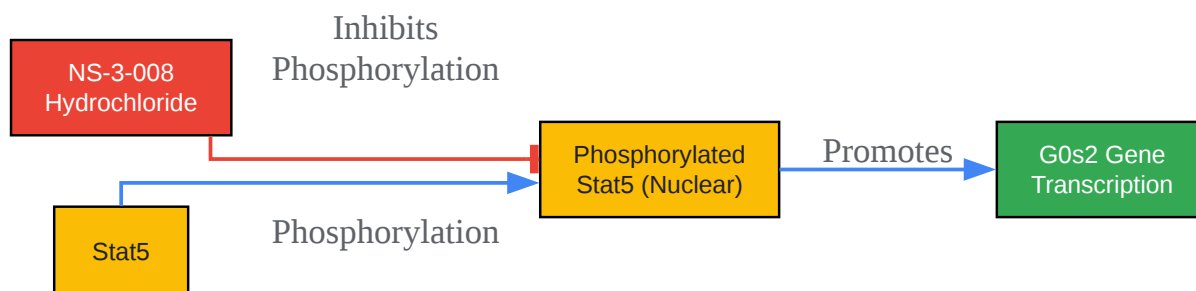 Inhibits
Phosphorylation
NS-3-008
Hydrochloride
Phosphorylated
Stat5 (Nuclear)
Promotes
G0s2 Gene
Transcription
Phosphorylation
Stat5